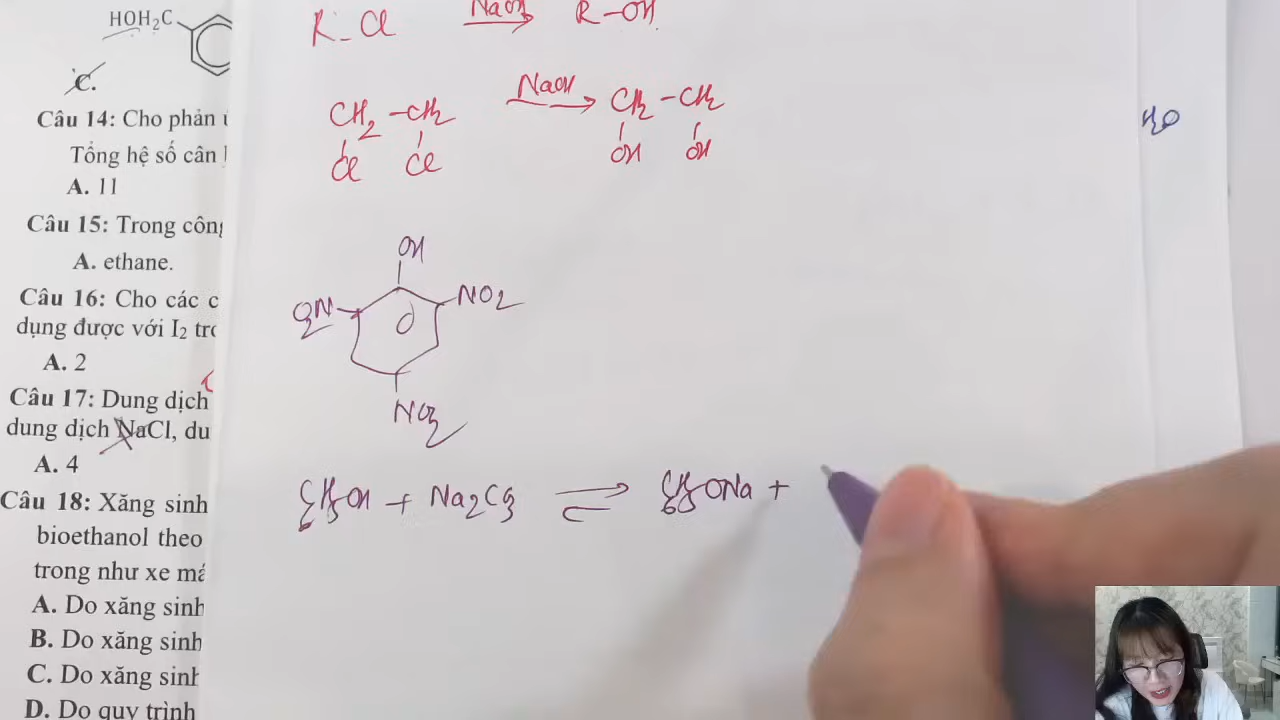 HOH₂C
C.
Câu 14: Cho phản
Tổng hệ số cân
A. 11
Câu 15: Trong công
A. ethane.
Câu 16: Cho các c
dụng được với I₂ trc
A. 2
Câu 17: Dung dịch
dung dịch NaCl, du
A. 4
Câu 18: Xăng sinh
bioethanol theo
trong như xe má
A. Do xăng sinh
B. Do xăng sinh
C. Do xăng sinh
D. Do quy trình
R-Cl NaOH R-OH
NaOH
CH₂-CH₂ CH₂-CH₂
Cl Cl OH OH
OH
O₂N NO₂
NO₂
C₆H₅OH + Na₂CO₃ ⇌ C₆H₅ONa +
H₂O